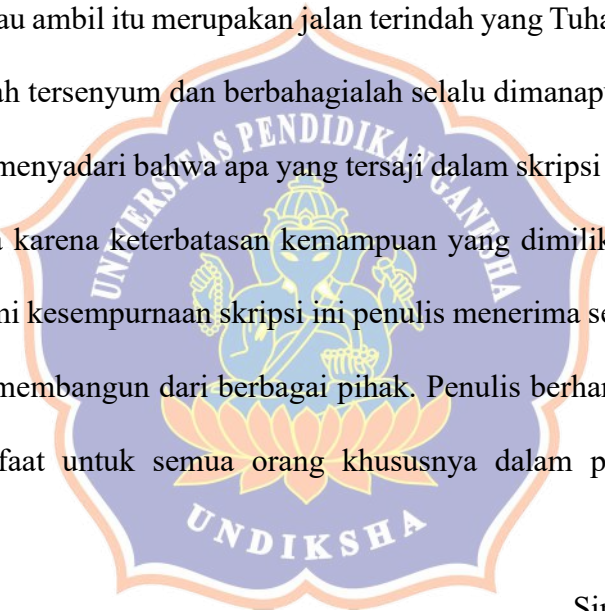 au ambil itu merupakan jalan terindah yang Tuha
ah tersenyum dan berbahagialah selalu dimanapu
menyadari bahwa apa yang tersaji dalam skripsi
karena keterbatasan kemampuan yang dimilik
ni kesempurnaan skripsi ini penulis menerima se
membangun dari berbagai pihak. Penulis berhar
faat untuk semua orang khususnya dalam p
Sin
UNIVERSITAS PENDIDIKAN GANESHA
UNDIKSHA